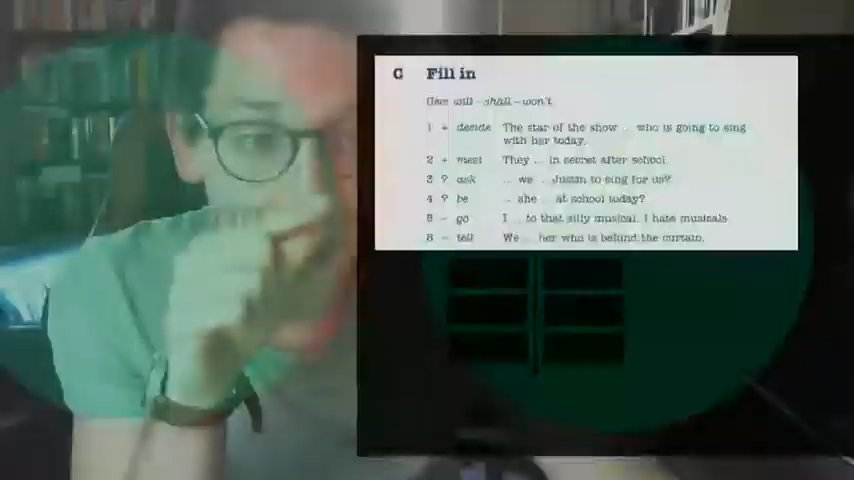 C Fill in
Use will - shall - won't
1 + decide The star of the show ... who is going to sing
with her today.
2 + meet They ... in secret after school.
3 ? ask ... we ... Justin to sing for us?
4 ? be ... she ... at school today?
5 - go I ... to that silly musical. I hate musicals.
6 - tell We ... her who is behind the curtain.